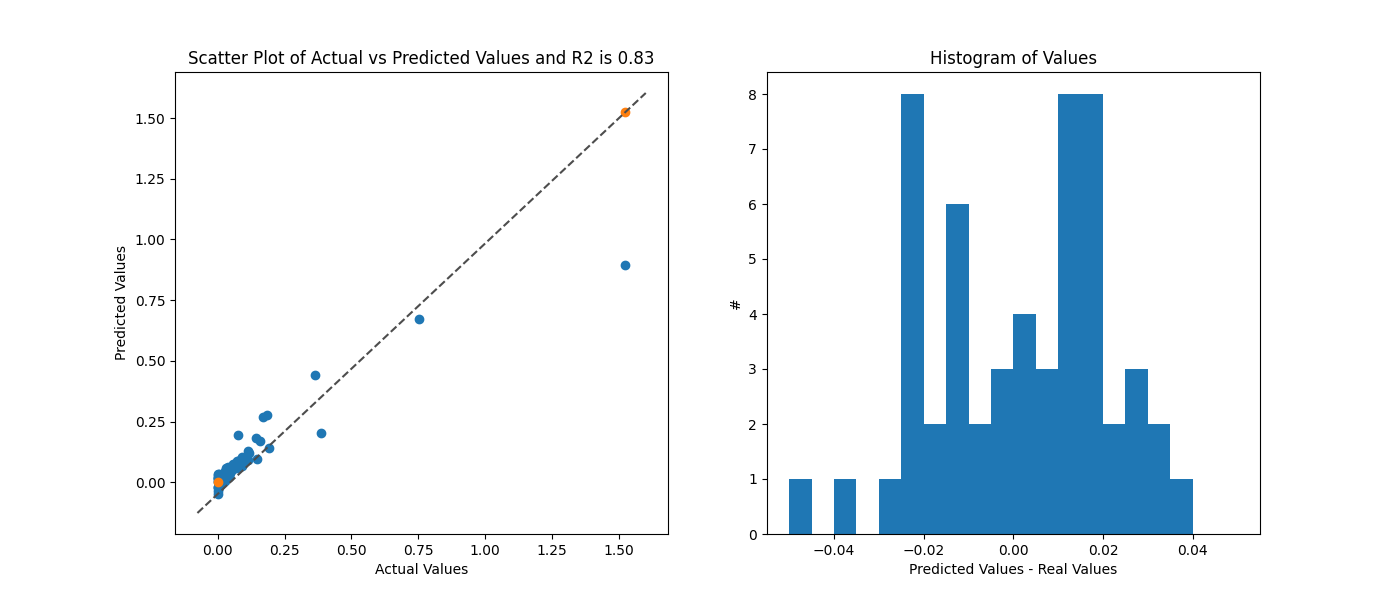 Scatter Plot of Actual vs Predicted Values and R2 is 0.83
1.50
1.25
1.00
0.75
0.50
0.25
0.00
Predicted Values
0.00 0.25 0.50 0.75 1.00 1.25 1.50
Actual Values
Histogram of Values
8
7
6
5
4
3
2
1
0
#
−0.04 −0.02 0.00 0.02 0.04
Predicted Values - Real Values